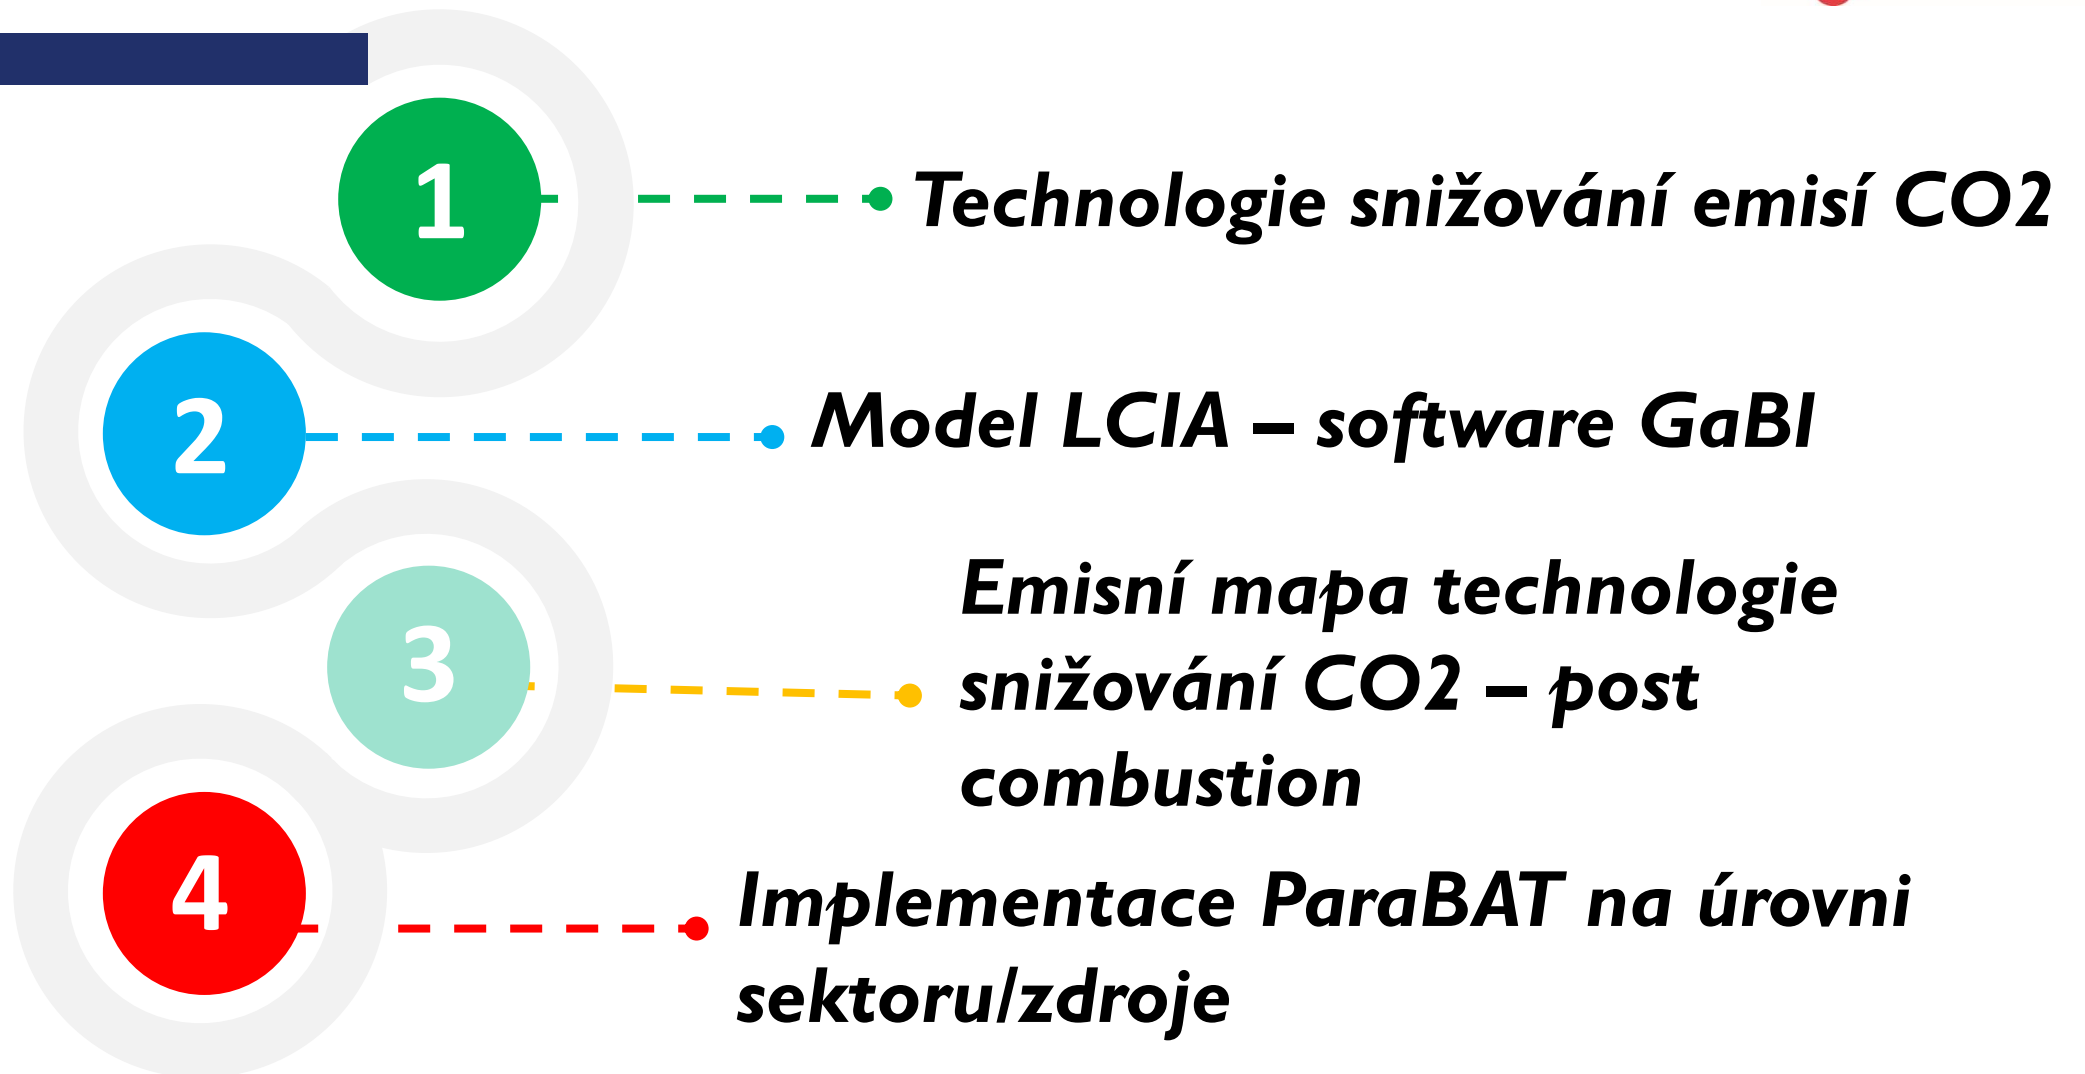 1
Technologie snižování emisí CO2
2
Model LCIA – software GaBI
3
Emisní mapa technologie
snižování CO2 – post
combustion
4
Implementace ParaBAT na úrovni
sektoru/zdroje